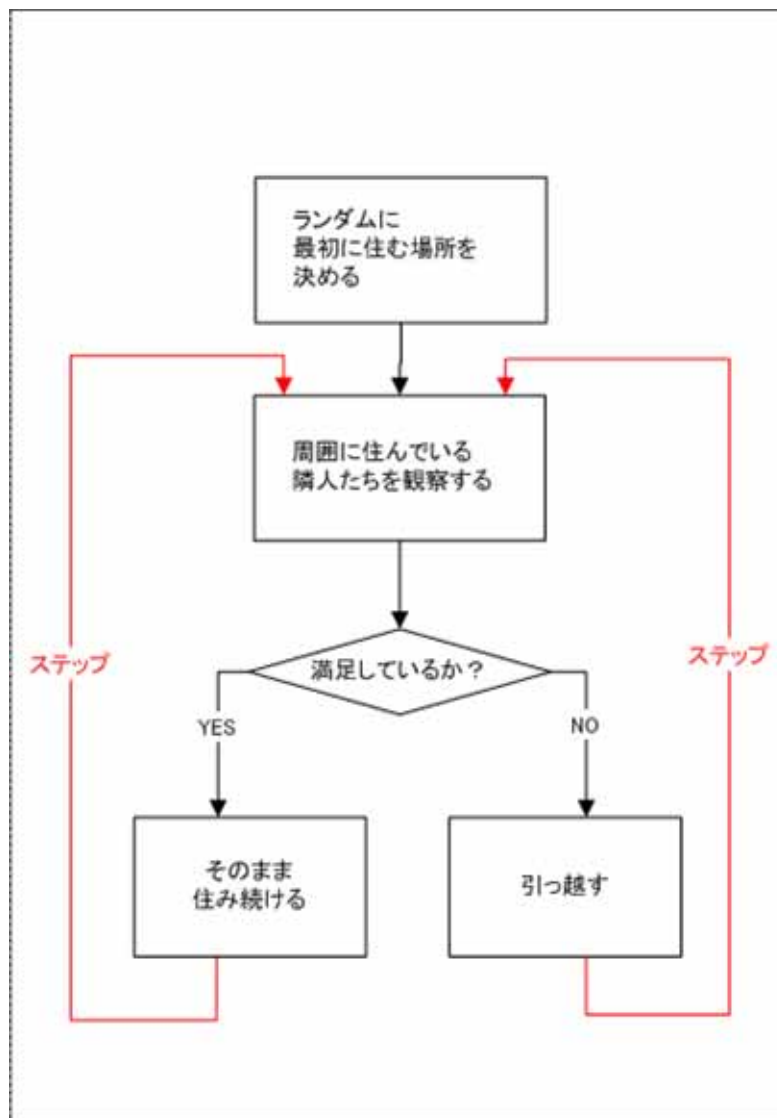 ランダムに
最初に住む場所を
決める
周囲に住んでいる
隣人たちを観察する
ステップ
満足しているか？
ステップ
YES
NO
そのまま
住み続ける
引っ越す